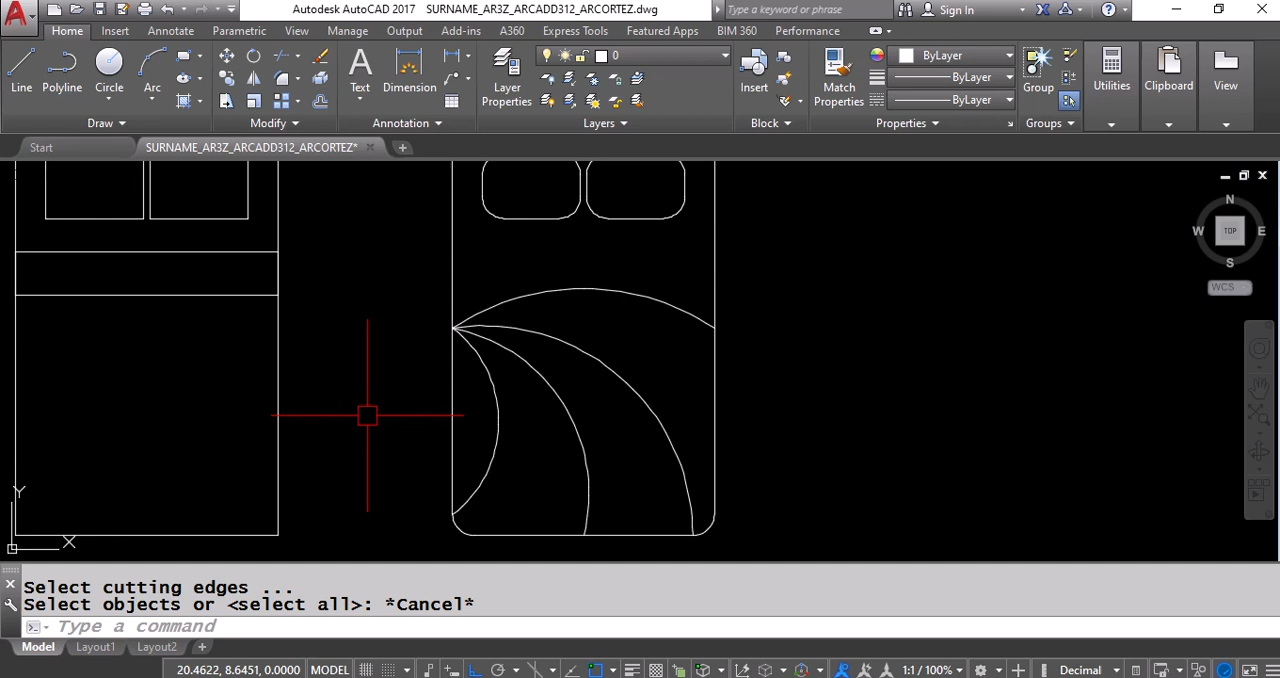 Autodesk AutoCAD 2017 SURNAME_AR3Z_ARCADD312_ARCORTEZ.dwg
Type a keyword or phrase
Sign In
Home Insert Annotate Parametric View Manage Output Add-ins A360 Express Tools Featured Apps BIM 360 Performance
Line Polyline Circle Arc
Text Dimension
Layer Properties
0
Insert
Match Properties
ByLayer
ByLayer
ByLayer
Group
Utilities
Clipboard
View
Draw Modify Annotation Layers Block Properties Groups
Start SURNAME_AR3Z_ARCADD312_ARCORTEZ*
N
W TOP E
S
WCS
Y
X
Select cutting edges ...
Select objects or <select all>: *Cancel*
Type a command
Model Layout1 Layout2
20.4622, 8.6451, 0.0000 MODEL 1:1 / 100% Decimal